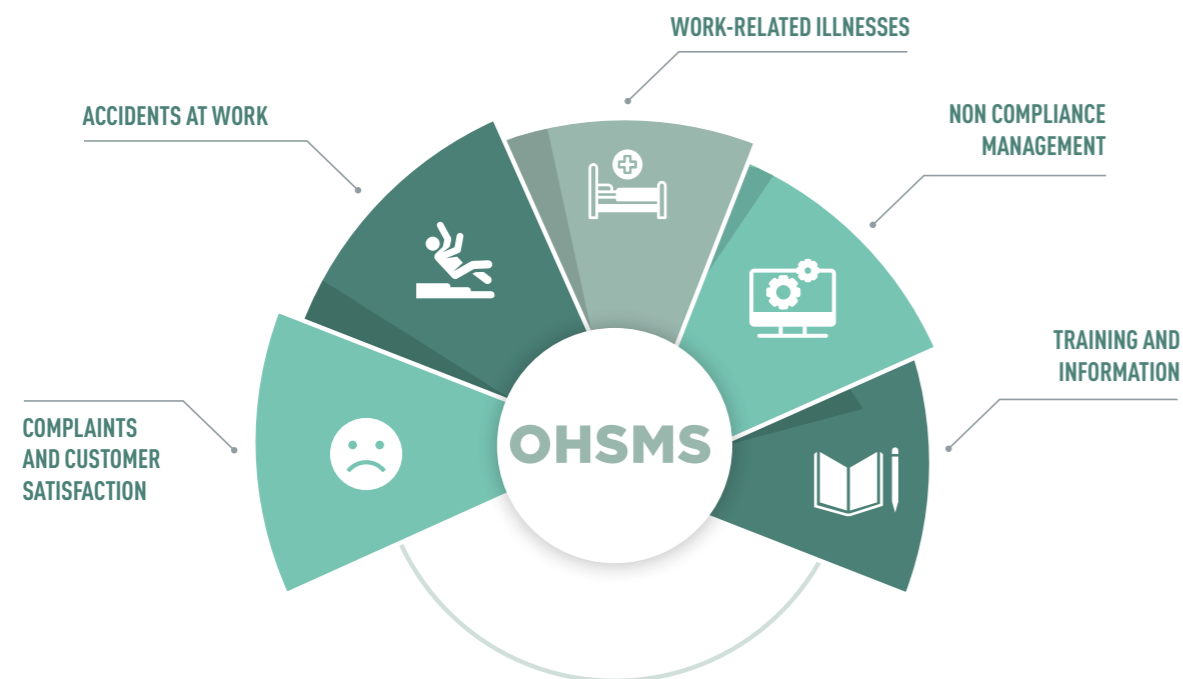 WORK-RELATED ILLNESSES
ACCIDENTS AT WORK
NON COMPLIANCE
MANAGEMENT
TRAINING AND
INFORMATION
COMPLAINTS
AND CUSTOMER
SATISFACTION
OHSMS